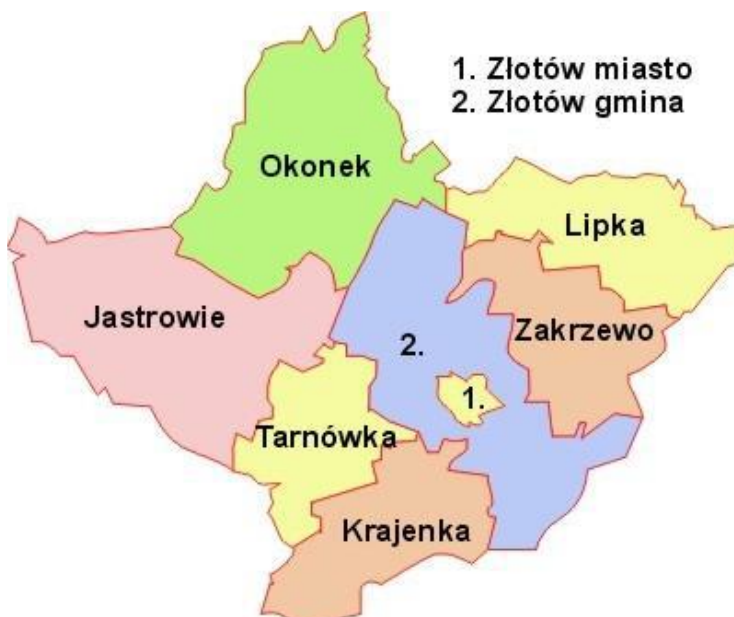 1. Złotów miasto
2. Złotów gmina
Okonek
Lipka
Jastrowie
Zakrzewo
2.
1.
Tarnówka
Krajenka